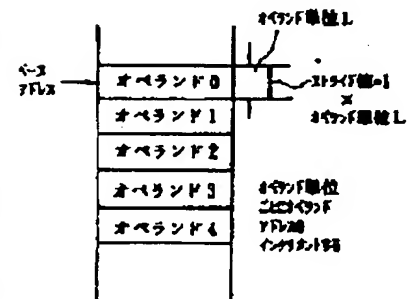 オペランド単位L
ベース
アドレス
オペランド0
ストライド値=1
×
オペランド単位L
オペランド1
オペランド2
オペランド3
オペランド4
オペランド単位
ごとにオペランド
アドレスを
インクリメントする